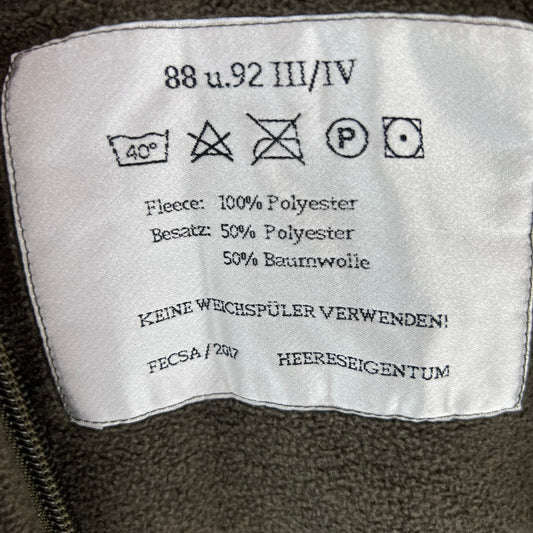 88 u.92 III/IV
40° P
Fleece: 100% Polyester
Besatz: 50% Polyester
50% Baumwolle
KEINE WEICHSPÜLER VERWENDEN!
FECSA/2017 HEERESEIGENTUM